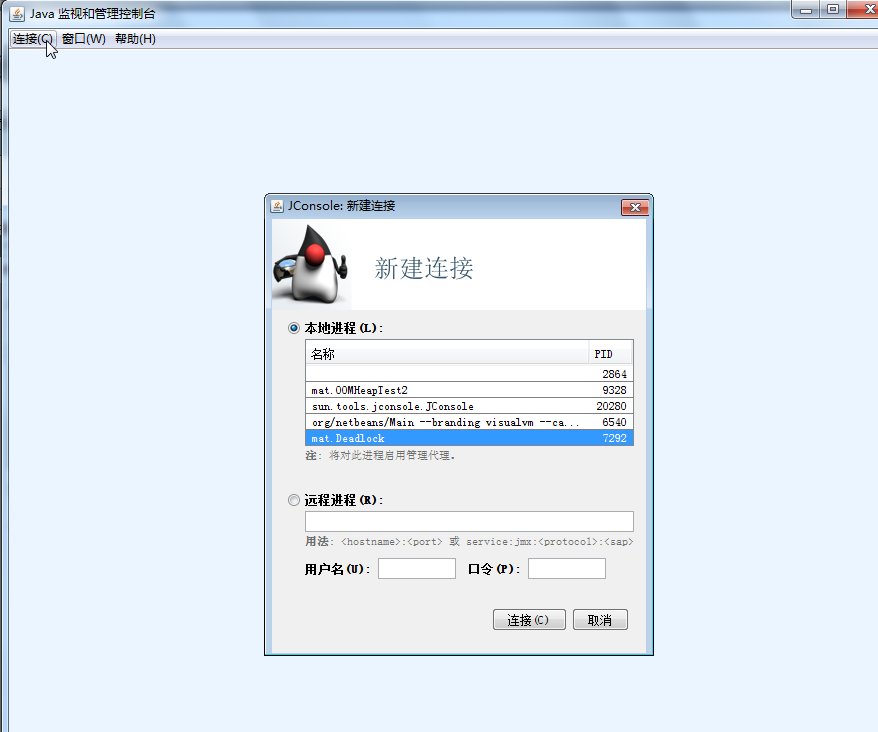 Java 监视和管理控制台
连接(C) 窗口(W) 帮助(H)
JConsole: 新建连接
新建连接
本地进程(L):
名称 PID
2864
mat.OOMHeapTest2 9328
sun.tools.jconsole.JConsole 20280
org/netbeans/Main --branding visualvm --ca... 6540
mat.Deadlock 7292
注: 将对此进程启用管理代理。
远程进程(R):
用法: <hostname>:<port> 或 service:jmx:<protocol>:<sap>
用户名(U): 口令(P):
连接(C) 取消